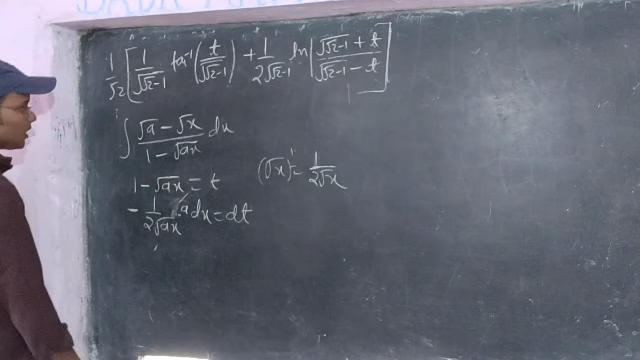 1/√2 [ 1/√(√2-1) tan⁻¹( t/√(√2-1) ) + 1/(2√(√2-1)) ln | (√(√2-1) + t)/(√(√2-1) - t) | ]
∫ (√a - √x)/(1 - √ax) dx
1 - √ax = t (√x)' = 1/(2√x)
- 1/(2√ax) · a dx = dt